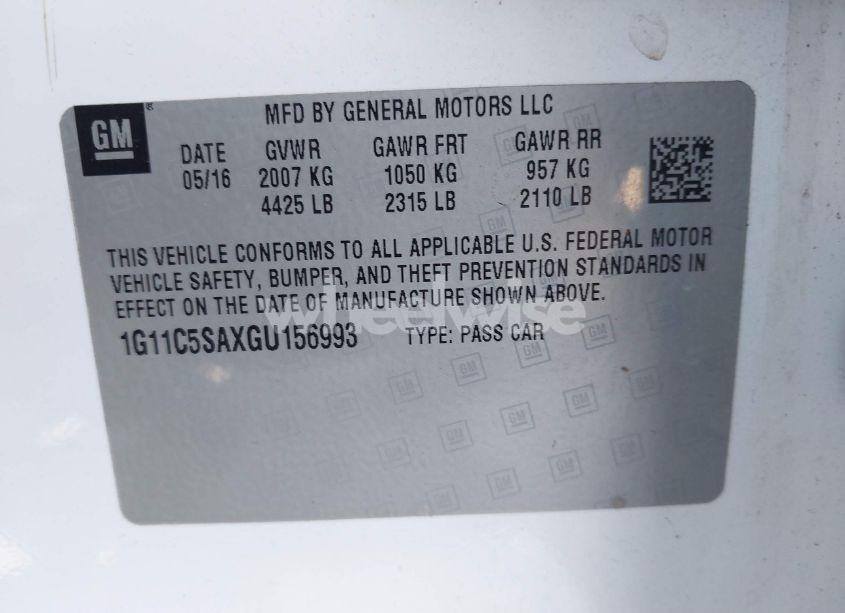 GM
MFD BY GENERAL MOTORS LLC
DATE GVWR GAWR FRT GAWR RR
05/16 2007 KG 1050 KG 957 KG
4425 LB 2315 LB 2110 LB
THIS VEHICLE CONFORMS TO ALL APPLICABLE U.S. FEDERAL MOTOR
VEHICLE SAFETY, BUMPER, AND THEFT PREVENTION STANDARDS IN
EFFECT ON THE DATE OF MANUFACTURE SHOWN ABOVE.
wheelwise
1G11C5SAXGU156993 TYPE: PASS CAR